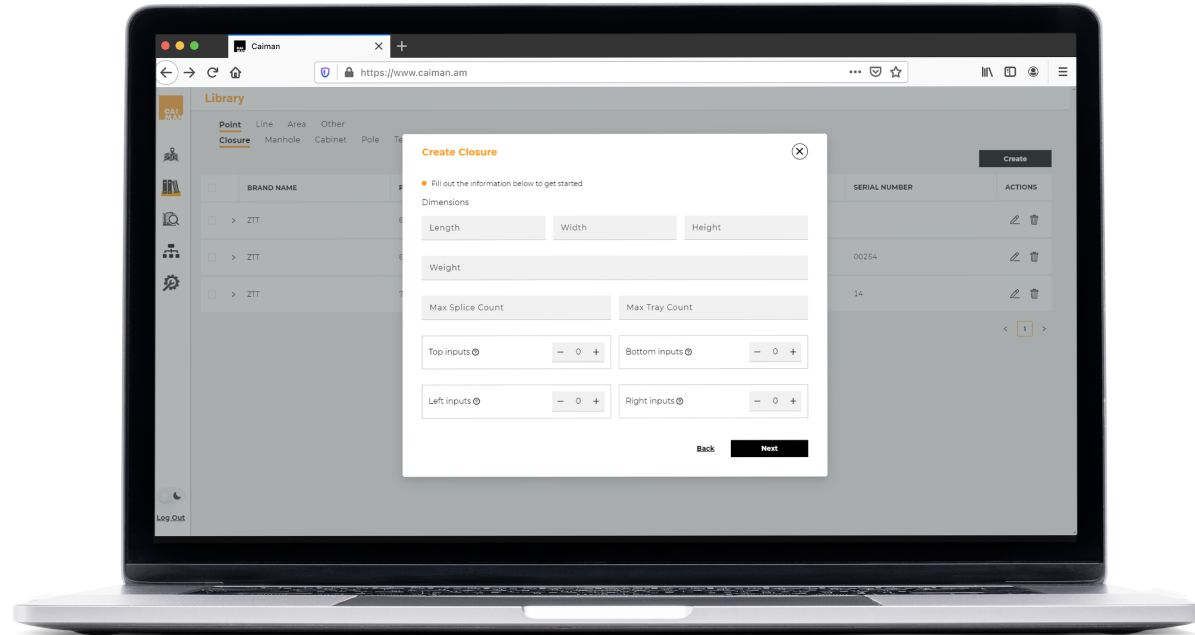 Caiman
https://www.caiman.am
CAI
MAN
Library
Point Line Area Other
Closure Manhole Cabinet Pole Te
Create
BRAND NAME
SERIAL NUMBER
ACTIONS
ZTT
ZTT
00254
ZTT
14
1
Log Out
Create Closure
Fill out the information below to get started
Dimensions
Length Width Height
Weight
Max Splice Count Max Tray Count
Top inputs - 0 + Bottom inputs - 0 +
Left inputs - 0 + Right inputs - 0 +
Back Next